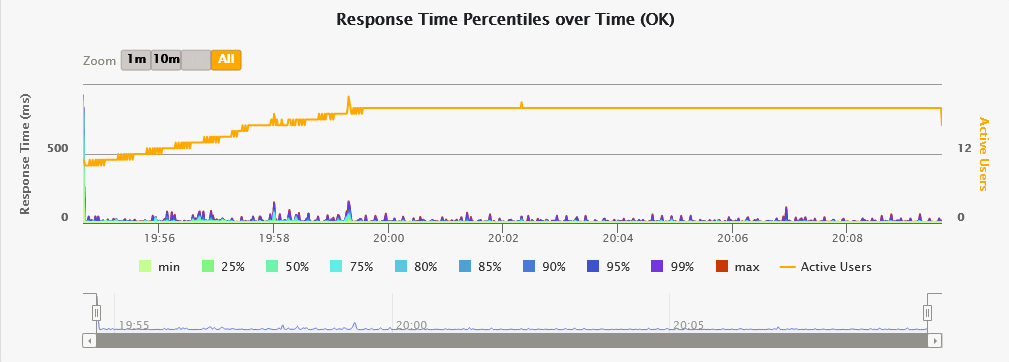 Response Time Percentiles over Time (OK)
Zoom 1m 10m All
Response Time (ms)
500
0
12
0
Active Users
19:56 19:58 20:00 20:02 20:04 20:06 20:08
min 25% 50% 75% 80% 85% 90% 95% 99% max Active Users
19:55 20:00 20:05